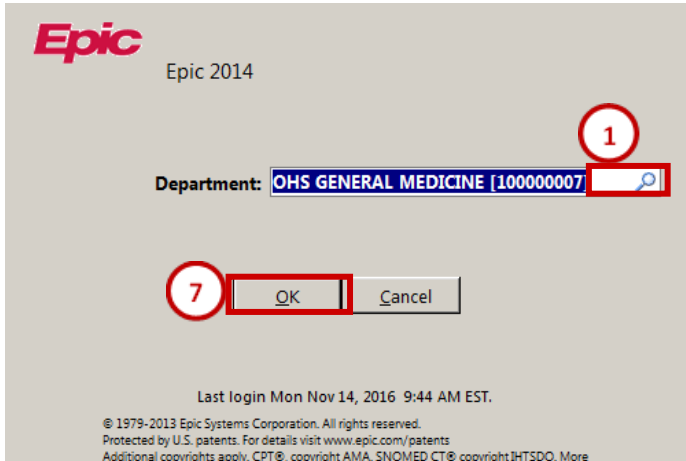 Epic
Epic 2014
1
Department: OHS GENERAL MEDICINE [100000007]
7
OK Cancel
Last login Mon Nov 14, 2016 9:44 AM EST.
© 1979-2013 Epic Systems Corporation. All rights reserved.
Protected by U.S. patents. For details visit www.epic.com/patents
Additional copyrights apply. CPT®, copyright AMA. SNOMED CT® copyright IHTSDO. More